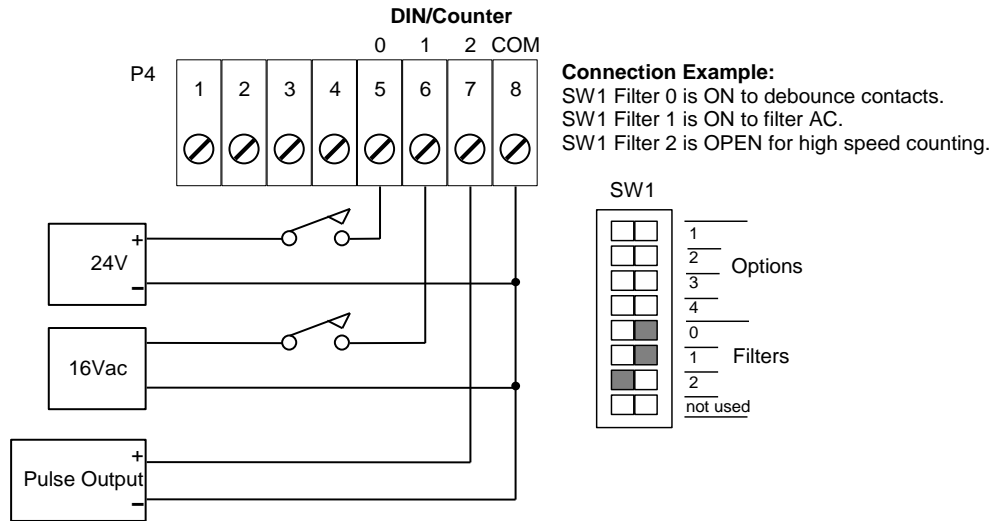 DIN/Counter
0 1 2 COM
P4
1 2 3 4 5 6 7 8
Connection Example:
SW1 Filter 0 is ON to debounce contacts.
SW1 Filter 1 is ON to filter AC.
SW1 Filter 2 is OPEN for high speed counting.
SW1
1
2
3
4
Options
0
1
2
Filters
not used
+
24V
–
16Vac
+
Pulse Output
–